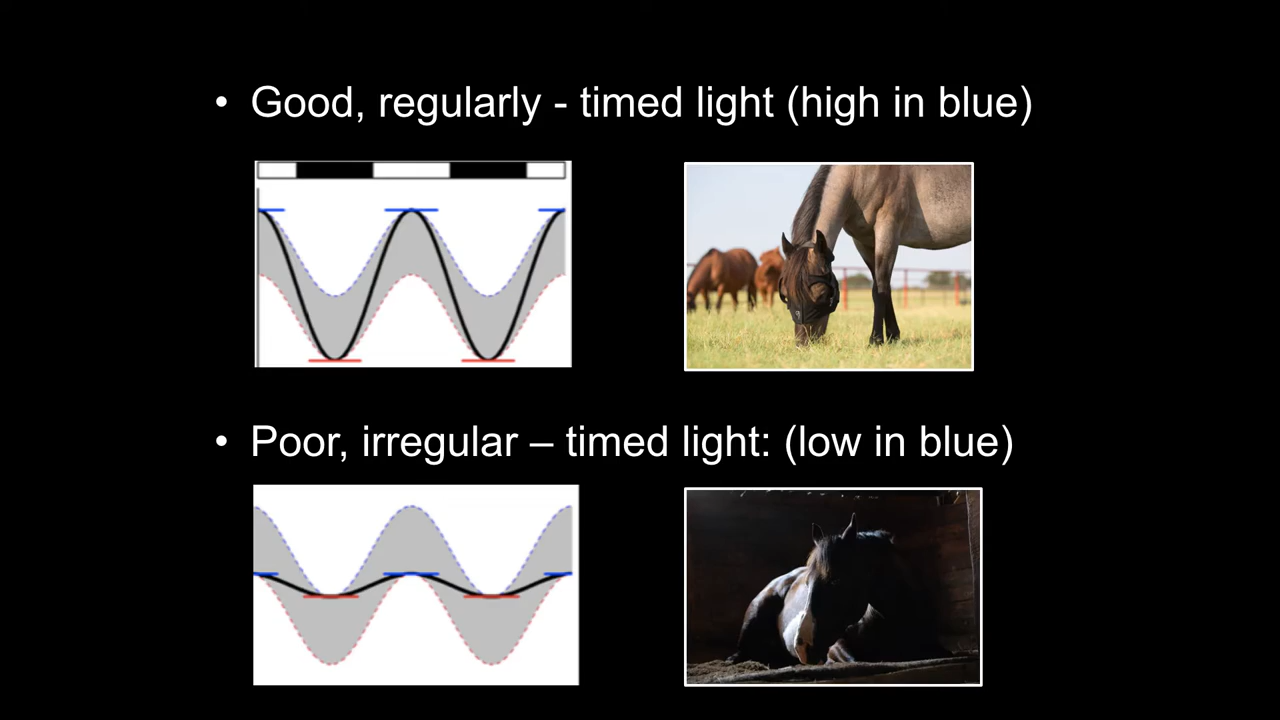 • Good, regularly - timed light (high in blue)
• Poor, irregular – timed light: (low in blue)